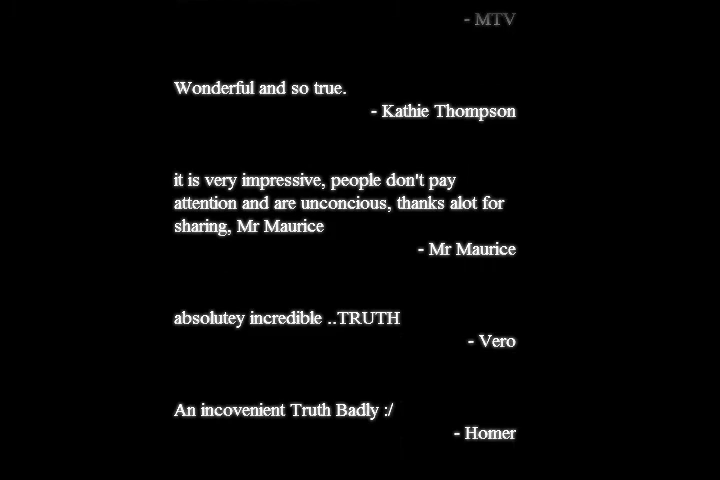 - MTV
Wonderful and so true.
- Kathie Thompson
it is very impressive, people don't pay
attention and are unconcious, thanks alot for
sharing, Mr Maurice
- Mr Maurice
absolutey incredible ..TRUTH
- Vero
An incovenient Truth Badly :/
- Homer